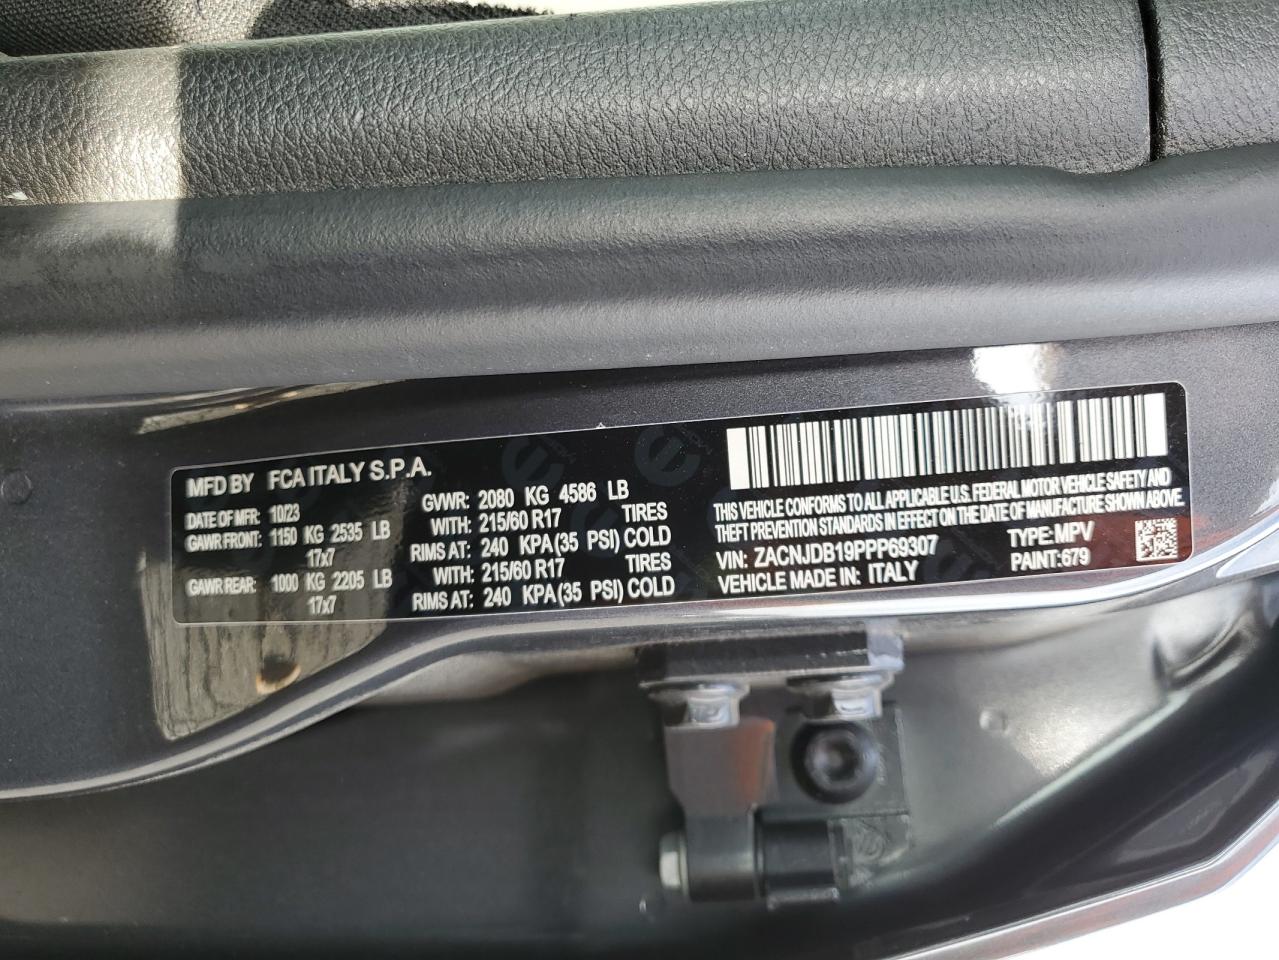 MFD BY FCA ITALY S.P.A.
DATE OF MFR: 10/23 GVWR: 2080 KG 4586 LB
GAWR FRONT: 1150 KG 2535 LB WITH: 215/60 R17 TIRES
17x7 RIMS AT: 240 KPA(35 PSI) COLD
GAWR REAR: 1000 KG 2205 LB WITH: 215/60 R17 TIRES
17x7 RIMS AT: 240 KPA(35 PSI) COLD
THIS VEHICLE CONFORMS TO ALL APPLICABLE U.S. FEDERAL MOTOR VEHICLE SAFETY AND
THEFT PREVENTION STANDARDS IN EFFECT ON THE DATE OF MANUFACTURE SHOWN ABOVE.
VIN: ZACNJDB19PPP69307 TYPE: MPV
VEHICLE MADE IN: ITALY PAINT: 679